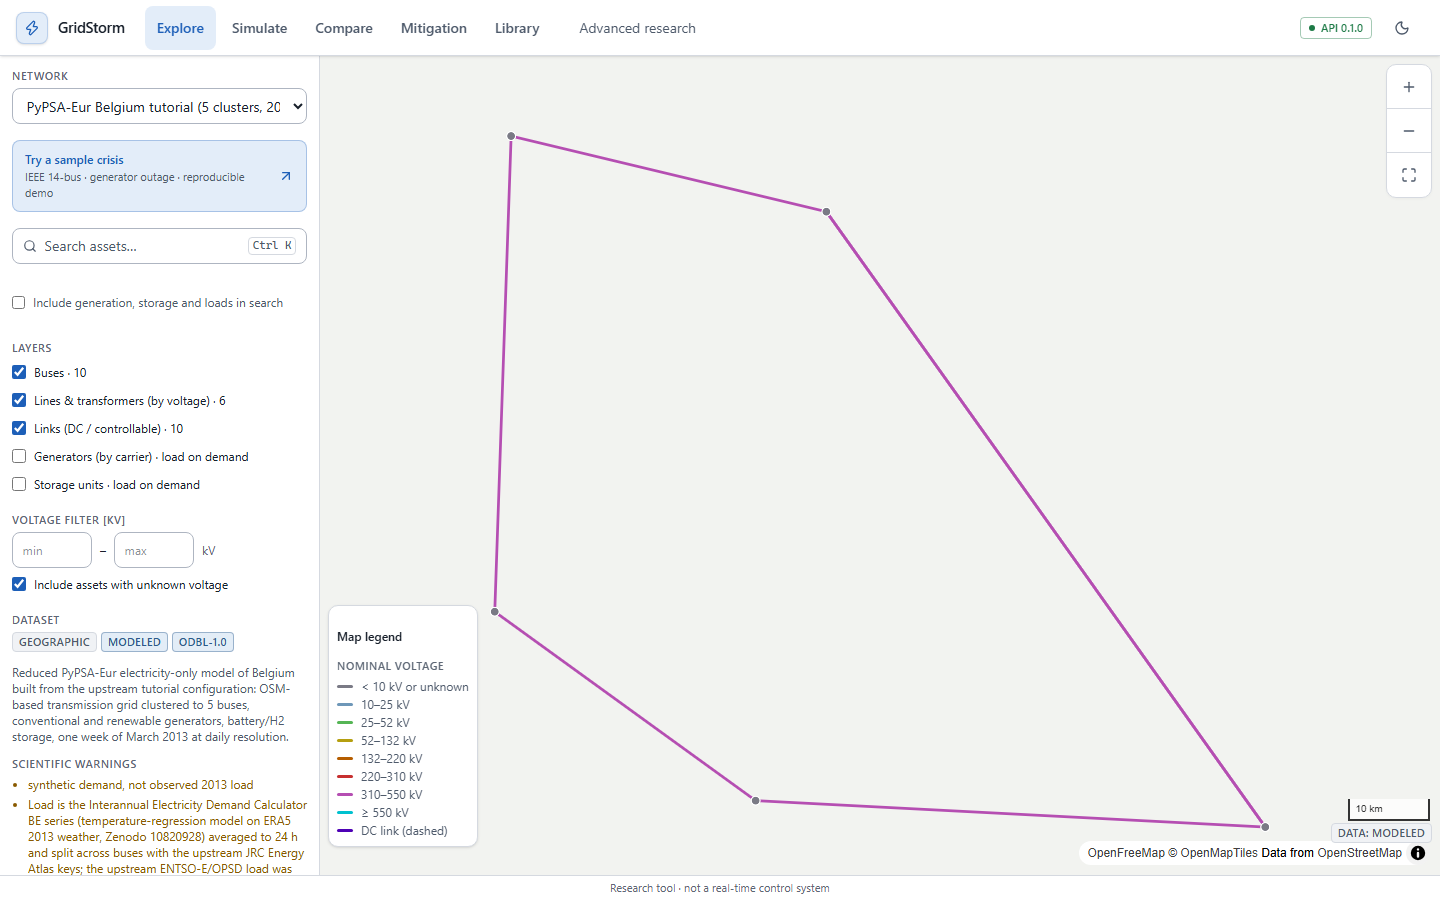 GridStorm
Explore
Simulate
Compare
Mitigation
Library
Advanced research
API 0.1.0
NETWORK
PyPSA-Eur Belgium tutorial (5 clusters, 20
Try a sample crisis
IEEE 14-bus · generator outage · reproducible
demo
Search assets...
Ctrl K
Include generation, storage and loads in search
LAYERS
Buses · 10
Lines & transformers (by voltage) · 6
Links (DC / controllable) · 10
Generators (by carrier) · load on demand
Storage units · load on demand
VOLTAGE FILTER [KV]
min – max kV
Include assets with unknown voltage
DATASET
GEOGRAPHIC MODELED ODBL-1.0
Reduced PyPSA-Eur electricity-only model of Belgium
built from the upstream tutorial configuration: OSM-
based transmission grid clustered to 5 buses,
conventional and renewable generators, battery/H2
storage, one week of March 2013 at daily resolution.
SCIENTIFIC WARNINGS
• synthetic demand, not observed 2013 load
• Load is the Interannual Electricity Demand Calculator
BE series (temperature-regression model on ERA5
2013 weather, Zenodo 10820928) averaged to 24 h
and split across buses with the upstream JRC Energy
Atlas keys; the upstream ENTSO-E/OPSD load was
Map legend
NOMINAL VOLTAGE
< 10 kV or unknown
10–25 kV
25–52 kV
52–132 kV
132–220 kV
220–310 kV
310–550 kV
≥ 550 kV
DC link (dashed)
10 km
DATA: MODELED
OpenFreeMap © OpenMapTiles Data from OpenStreetMap
Research tool · not a real-time control system